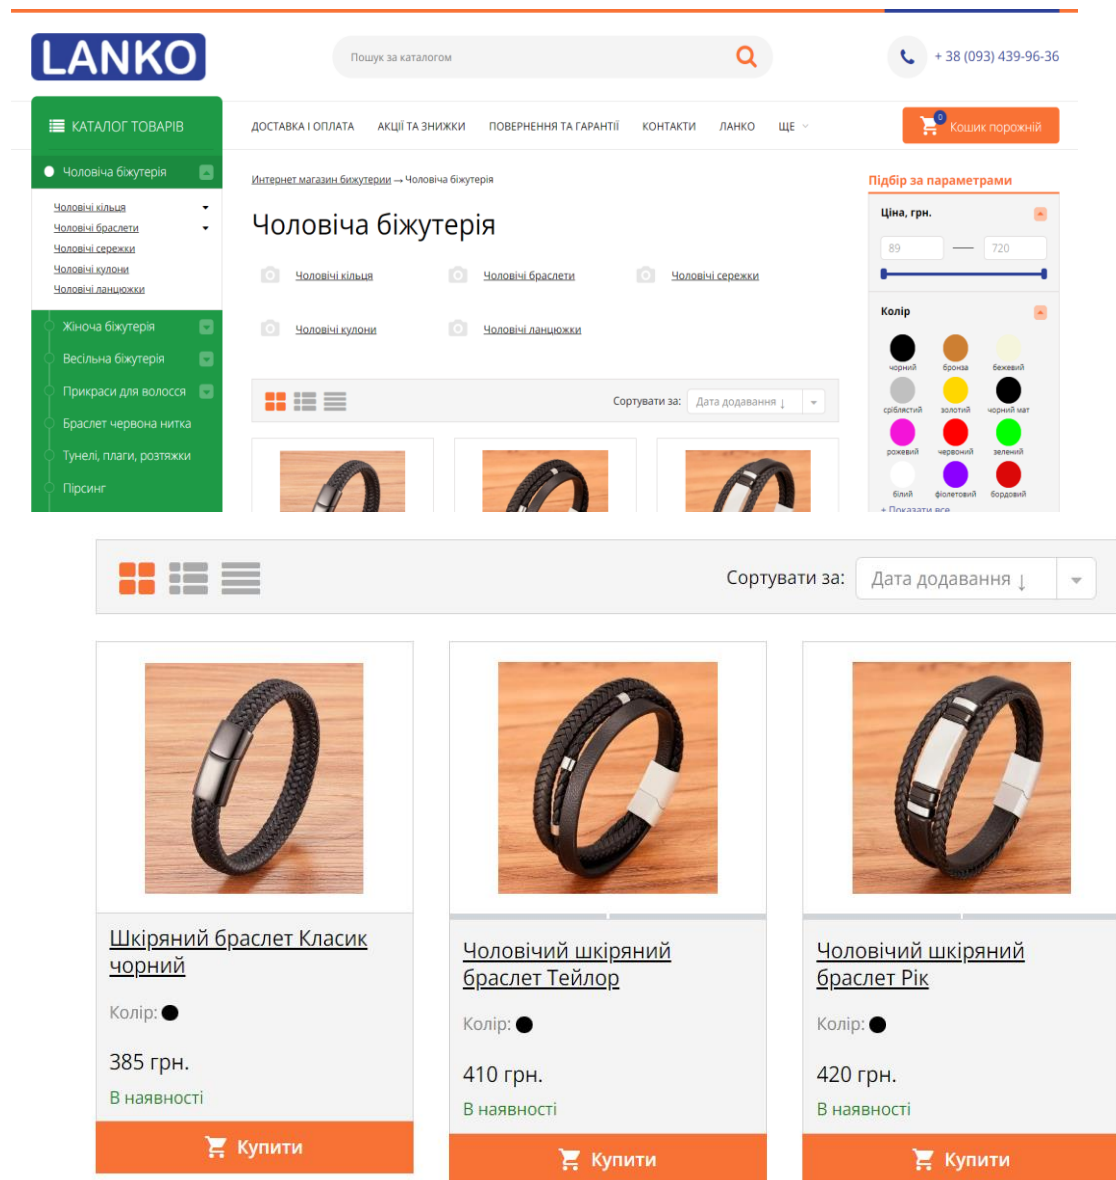 LANKO
Пошук за каталогом
+ 38 (093) 439-96-36
КАТАЛОГ ТОВАРІВ
ДОСТАВКА І ОПЛАТА АКЦІЇ ТА ЗНИЖКИ ПОВЕРНЕННЯ ТА ГАРАНТІЇ КОНТАКТИ ЛАНКО ЩЕ
0
Кошик порожній
Чоловіча біжутерія
Чоловічі кільця
Чоловічі браслети
Чоловічі сережки
Чоловічі кулони
Чоловічі ланцюжки
Жіноча біжутерія
Весільна біжутерія
Прикраси для волосся
Браслет червона нитка
Тунелі, плаги, розтяжки
Пірсинг
Интернет магазин бижутерии → Чоловіча біжутерія
Чоловіча біжутерія
Чоловічі кільця Чоловічі браслети Чоловічі сережки
Чоловічі кулони Чоловічі ланцюжки
Сортувати за: Дата додавання ↓
Підбір за параметрами
Ціна, грн.
89 — 720
Колір
чорний бронза бежевий
сріблястий золотий чорний мат
рожевий червоний зелений
білий фіолетовий бордовий
+ Показати все
Сортувати за: Дата додавання ↓
Шкіряний браслет Класик
чорний
Колір:
385 грн.
В наявності
Купити
Чоловічий шкіряний
браслет Тейлор
Колір:
410 грн.
В наявності
Купити
Чоловічий шкіряний
браслет Рік
Колір:
420 грн.
В наявності
Купити